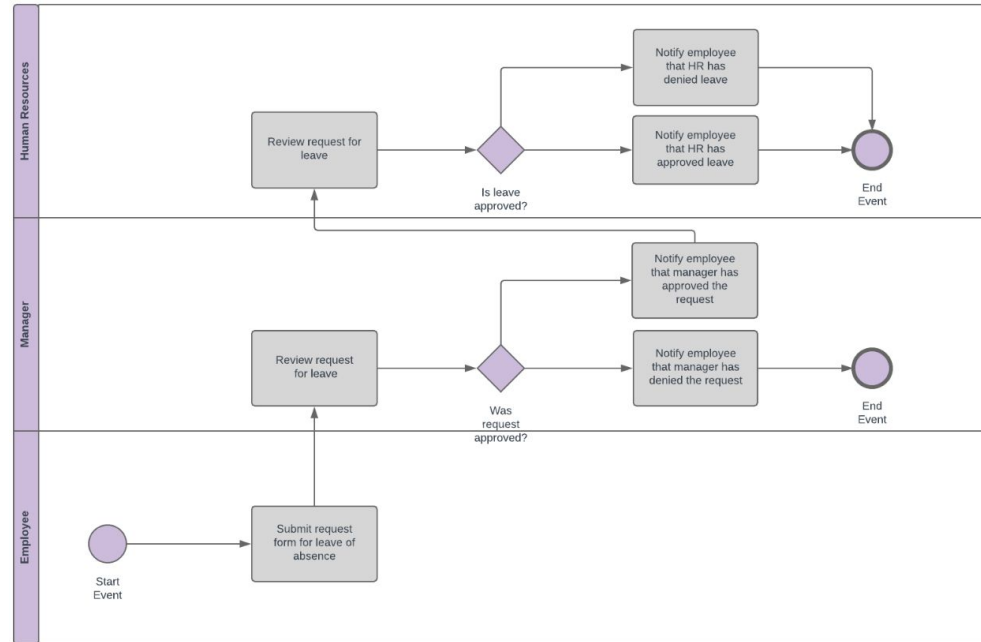 Human Resources
Notify employee
that HR has
denied leave
Review request for
leave
Is leave
approved?
Notify employee
that HR has
approved leave
End
Event
Manager
Notify employee
that manager has
approved the
request
Review request
for leave
Was
request
approved?
Notify employee
that manager has
denied the request
End
Event
Employee
Start
Event
Submit request
form for leave of
absence